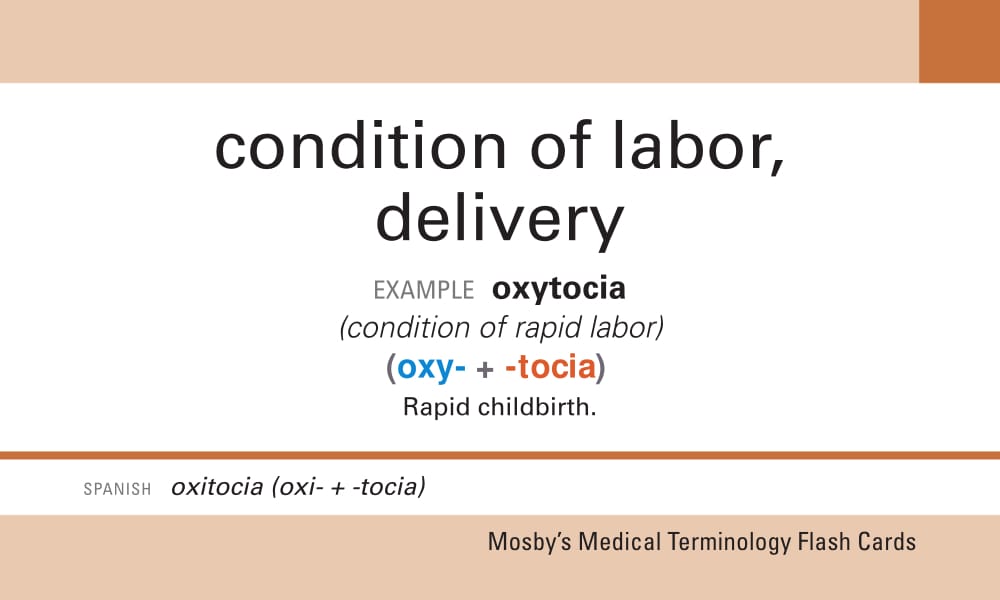 condition of labor,
delivery
EXAMPLE oxytocia
(condition of rapid labor)
(oxy- + -tocia)
Rapid childbirth.
SPANISH oxitocia (oxi- + -tocia)
Mosby's Medical Terminology Flash Cards